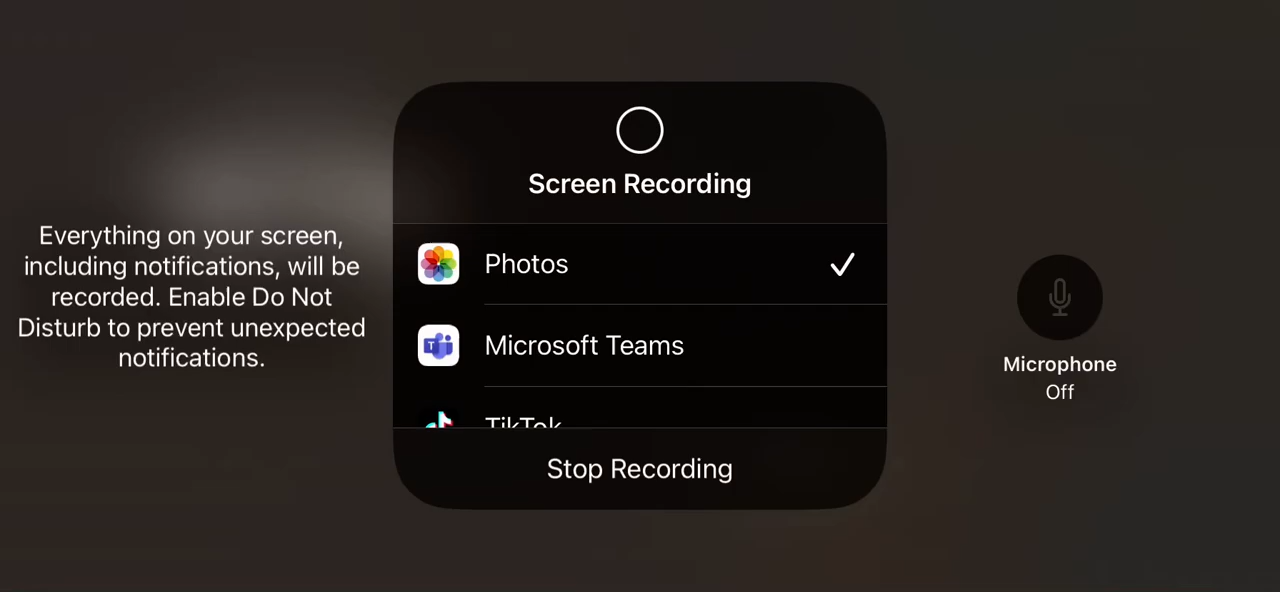 Screen Recording
Everything on your screen,
including notifications, will be
recorded. Enable Do Not
Disturb to prevent unexpected
notifications.
Photos
Microsoft Teams
TikTok
Stop Recording
Microphone
Off